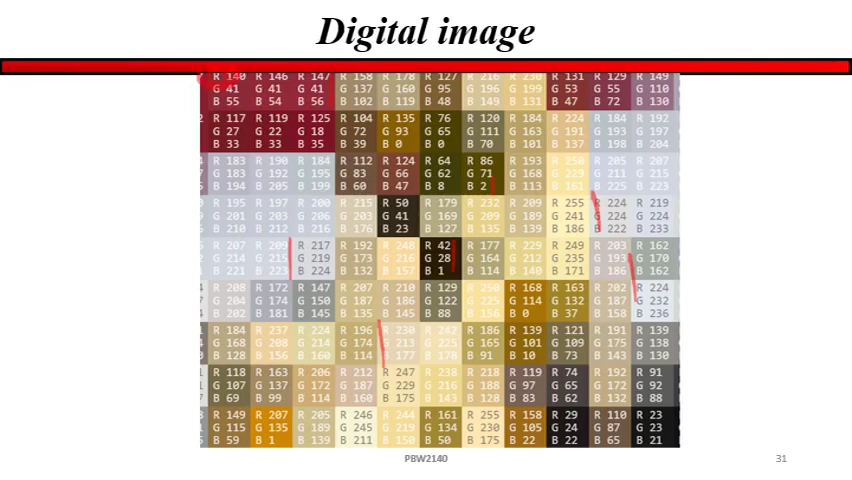 Digital image
R 140 R 146 R 147 R 158 R 178 R 127 R 216 R 230 R 131 R 129 R 149
G 41 G 41 G 41 G 137 G 160 G 95 G 196 G 199 G 53 G 55 G 110
B 55 B 54 B 56 B 102 B 119 B 48 B 149 B 131 B 47 B 72 B 130
R 117 R 119 R 125 R 104 R 135 R 76 R 120 R 184 R 224 R 184 R 192
G 27 G 22 G 18 G 72 G 93 G 65 G 111 G 163 G 191 G 193 G 197
B 33 B 33 B 35 B 39 B 0 B 0 B 70 B 101 B 137 B 198 B 204
R 183 R 190 R 184 R 112 R 124 R 64 R 86 R 193 R 250 R 205 R 207
G 183 G 192 G 195 G 83 G 66 G 62 G 71 G 168 G 229 G 211 G 215
B 194 B 205 B 199 B 60 B 47 B 8 B 2 B 113 B 161 B 225 B 223
R 195 R 197 R 200 R 215 R 50 R 179 R 232 R 209 R 255 R 224 R 219
G 201 G 200 G 206 G 203 G 41 G 169 G 209 G 189 G 241 G 224 G 224
B 210 B 212 B 216 B 176 B 23 B 127 B 135 B 139 B 186 B 222 B 233
R 207 R 209 R 217 R 192 R 248 R 42 R 177 R 229 R 249 R 203 R 162
G 214 G 215 G 219 G 173 G 216 G 28 G 164 G 212 G 235 G 193 G 170
B 221 B 223 B 224 B 132 B 157 B 1 B 114 B 140 B 171 B 186 B 162
R 208 R 172 R 147 R 207 R 210 R 129 R 250 R 168 R 163 R 202 R 224
G 204 G 174 G 150 G 187 G 186 G 122 G 225 G 114 G 132 G 187 G 232
B 202 B 181 B 145 B 135 B 145 B 88 B 156 B 0 B 37 B 158 B 236
R 184 R 237 R 224 R 196 R 230 R 242 R 186 R 139 R 121 R 191 R 139
G 168 G 208 G 214 G 174 G 213 G 225 G 165 G 101 G 109 G 175 G 138
B 128 B 156 B 160 B 114 B 177 B 178 B 91 B 10 B 73 B 143 B 130
R 118 R 163 R 206 R 212 R 247 R 238 R 218 R 119 R 74 R 192 R 91
G 107 G 137 G 172 G 187 G 229 G 216 G 188 G 97 G 65 G 172 G 92
B 69 B 99 B 114 B 160 B 175 B 143 B 128 B 83 B 62 B 132 B 88
R 149 R 207 R 205 R 246 R 244 R 161 R 255 R 158 R 29 R 110 R 23
G 115 G 135 G 189 G 245 G 219 G 134 G 230 G 105 G 24 G 87 G 23
B 59 B 1 B 139 B 211 B 150 B 50 B 175 B 22 B 22 B 65 B 21
PBW2140
31